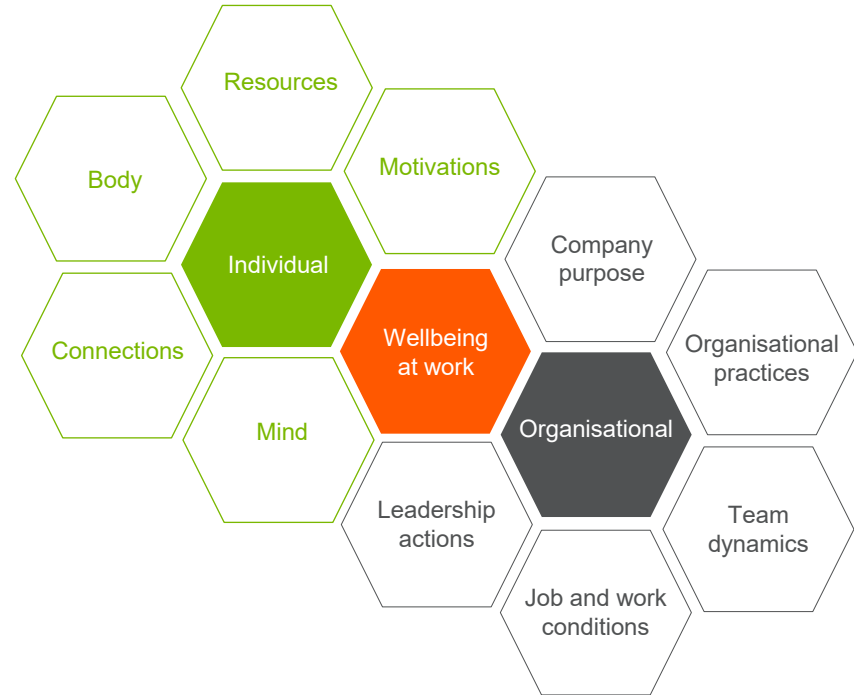 Resources
Motivations
Body
Individual
Company
purpose
Connections
Wellbeing
at work
Organisational
practices
Mind
Organisational
Leadership
actions
Team
dynamics
Job and work
conditions